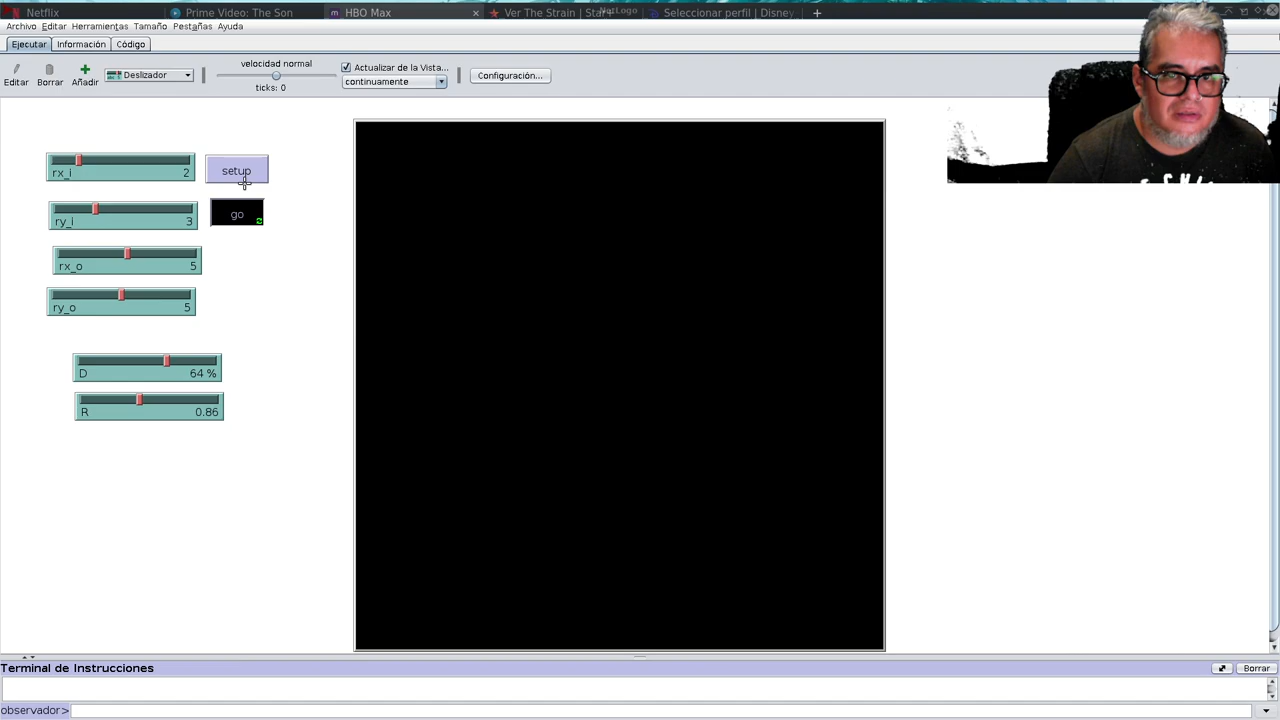 Netflix
Prime Video: The Son
HBO Max
Ver The Strain | Star+
NetLogo
Seleccionar perfil | Disney
Archivo Editar Herramientas Tamaño Pestañas Ayuda
Ejecutar Información Código
Editar Borrar Añadir
Deslizador
velocidad normal
ticks: 0
Actualizar de la Vista...
continuamente
Configuración...
rx_i 2
setup
ry_i 3
go
rx_o 5
ry_o 5
D 64 %
R 0.86
Terminal de Instrucciones
Borrar
observador>